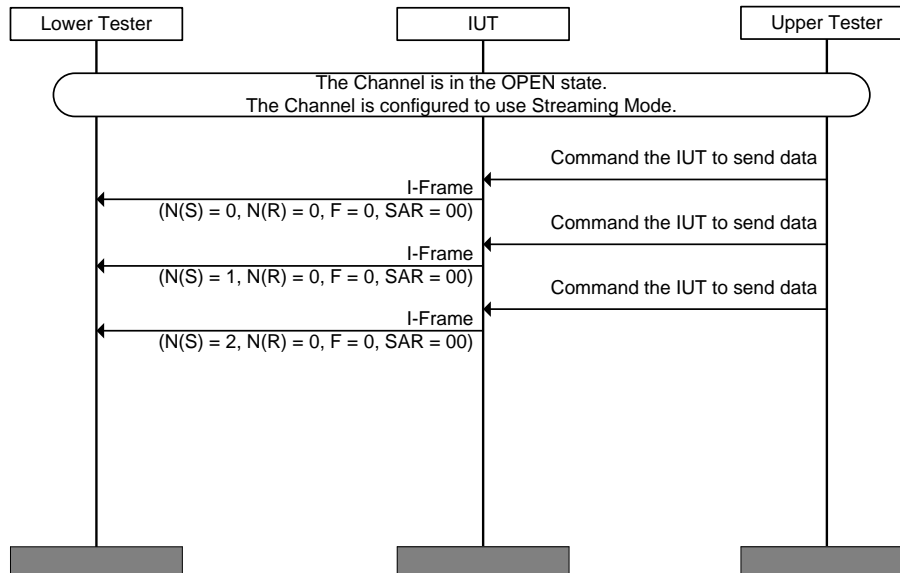 Lower Tester
IUT
Upper Tester
The Channel is in the OPEN state.
The Channel is configured to use Streaming Mode.
Command the IUT to send data
I-Frame
(N(S) = 0, N(R) = 0, F = 0, SAR = 00)
Command the IUT to send data
I-Frame
(N(S) = 1, N(R) = 0, F = 0, SAR = 00)
Command the IUT to send data
I-Frame
(N(S) = 2, N(R) = 0, F = 0, SAR = 00)